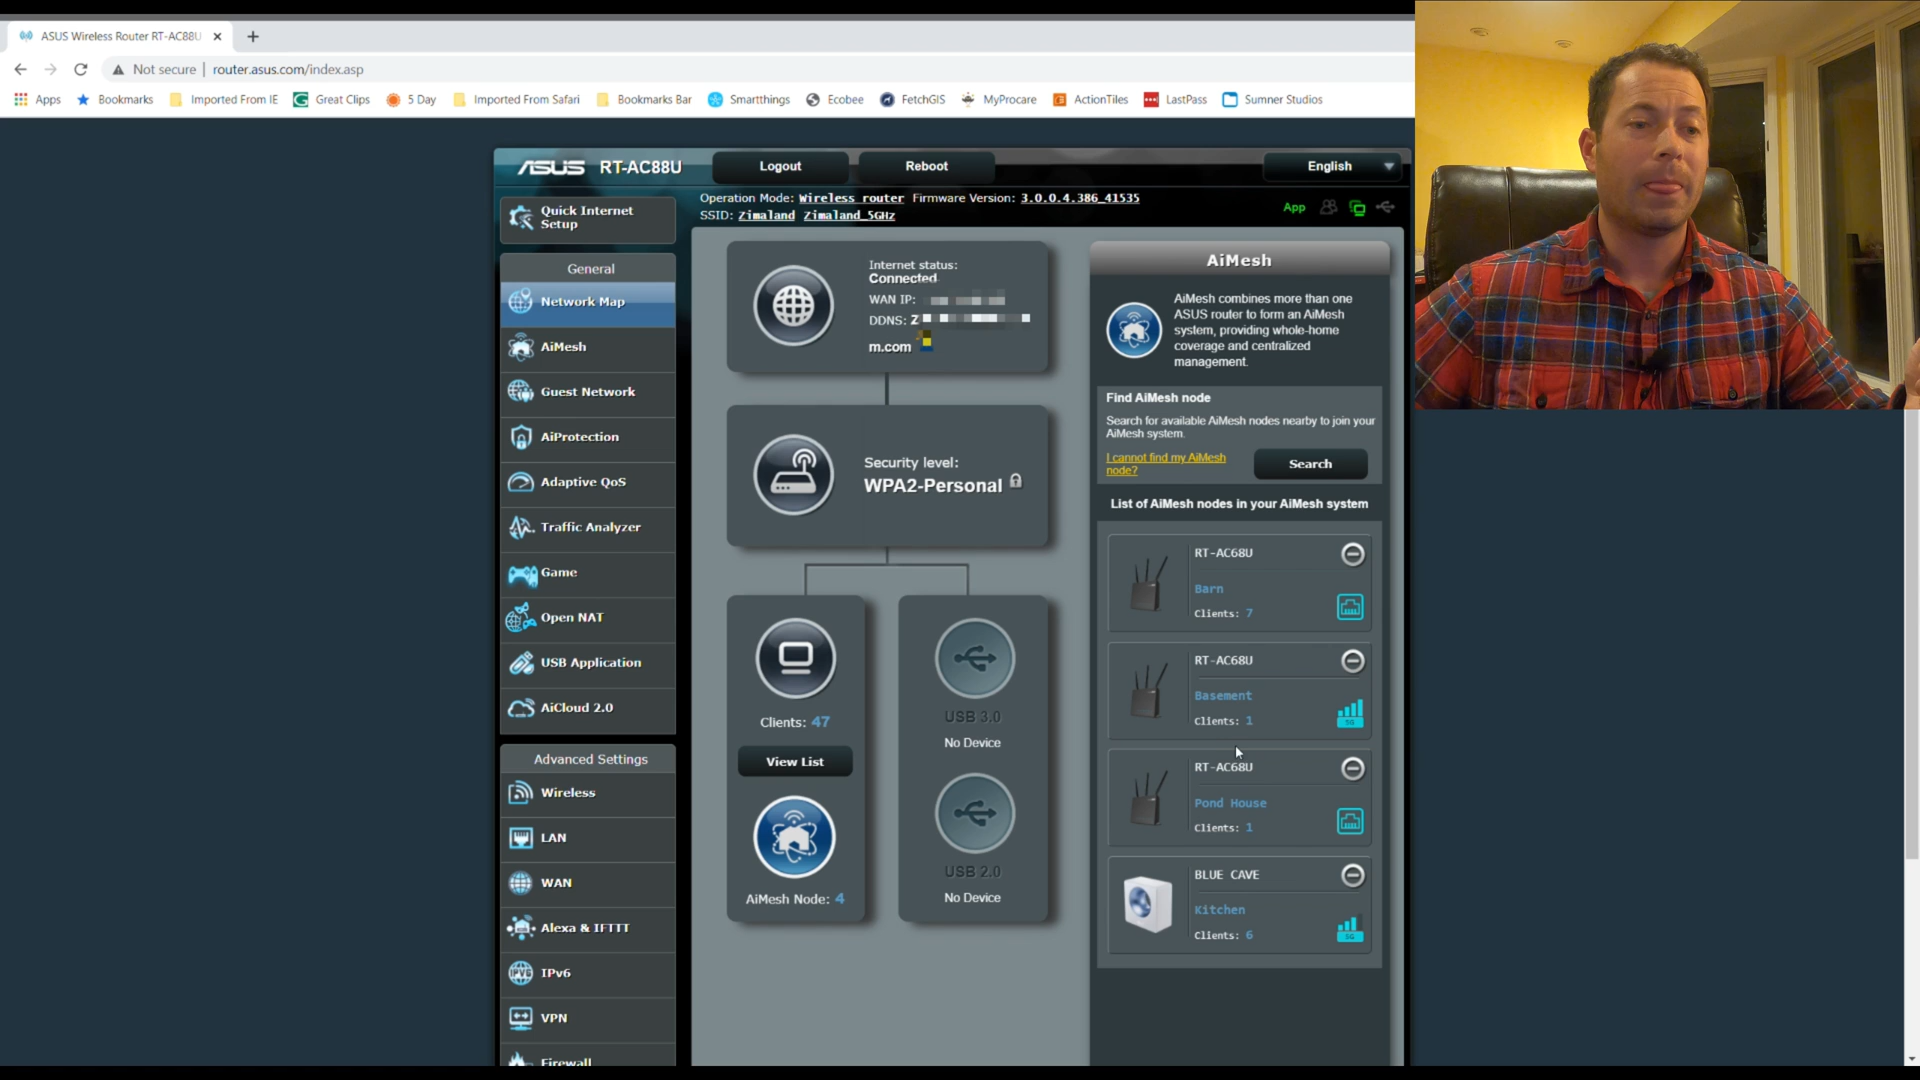 ASUS Wireless Router RT-AC88U
Not secure | router.asus.com/index.asp
Apps Bookmarks Imported From IE Great Clips 5 Day Imported From Safari Bookmarks Bar Smartthings Ecobee FetchGIS MyProcare ActionTiles LastPass Sumner Studios
ASUS RT-AC88U Logout Reboot English
Operation Mode: Wireless router Firmware Version: 3.0.0.4.386_41535
SSID: Zimaland Zimaland_5GHz
App
Quick Internet
Setup
General
Network Map
AiMesh
Guest Network
AiProtection
Adaptive QoS
Traffic Analyzer
Game
Open NAT
USB Application
AiCloud 2.0
Advanced Settings
Wireless
LAN
WAN
Alexa & IFTTT
IPv6
VPN
Firewall
Internet status:
Connected
WAN IP:
DDNS: Z
m.com
Security level:
WPA2-Personal
Clients: 47
View List
AiMesh Node: 4
USB 3.0
No Device
USB 2.0
No Device
AiMesh
AiMesh combines more than one
ASUS router to form an AiMesh
system, providing whole-home
coverage and centralized
management.
Find AiMesh node
Search for available AiMesh nodes nearby to join your
AiMesh system.
I cannot find my AiMesh
node?
Search
List of AiMesh nodes in your AiMesh system
RT-AC68U
Barn
Clients: 7
RT-AC68U
Basement
Clients: 1
5G
RT-AC68U
Pond House
Clients: 1
BLUE CAVE
Kitchen
Clients: 6
5G